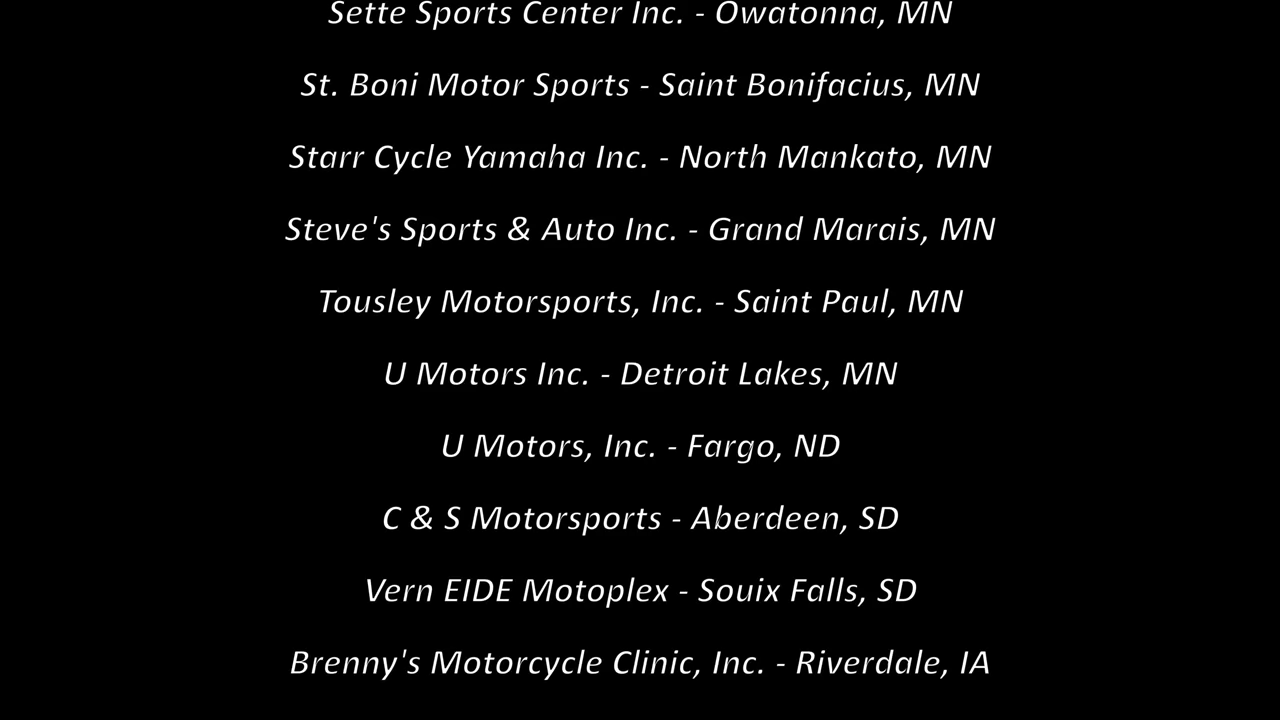 Sette Sports Center Inc. - Owatonna, MN
St. Boni Motor Sports - Saint Bonifacius, MN
Starr Cycle Yamaha Inc. - North Mankato, MN
Steve's Sports & Auto Inc. - Grand Marais, MN
Tousley Motorsports, Inc. - Saint Paul, MN
U Motors Inc. - Detroit Lakes, MN
U Motors, Inc. - Fargo, ND
C & S Motorsports - Aberdeen, SD
Vern EIDE Motoplex - Souix Falls, SD
Brenny's Motorcycle Clinic, Inc. - Riverdale, IA